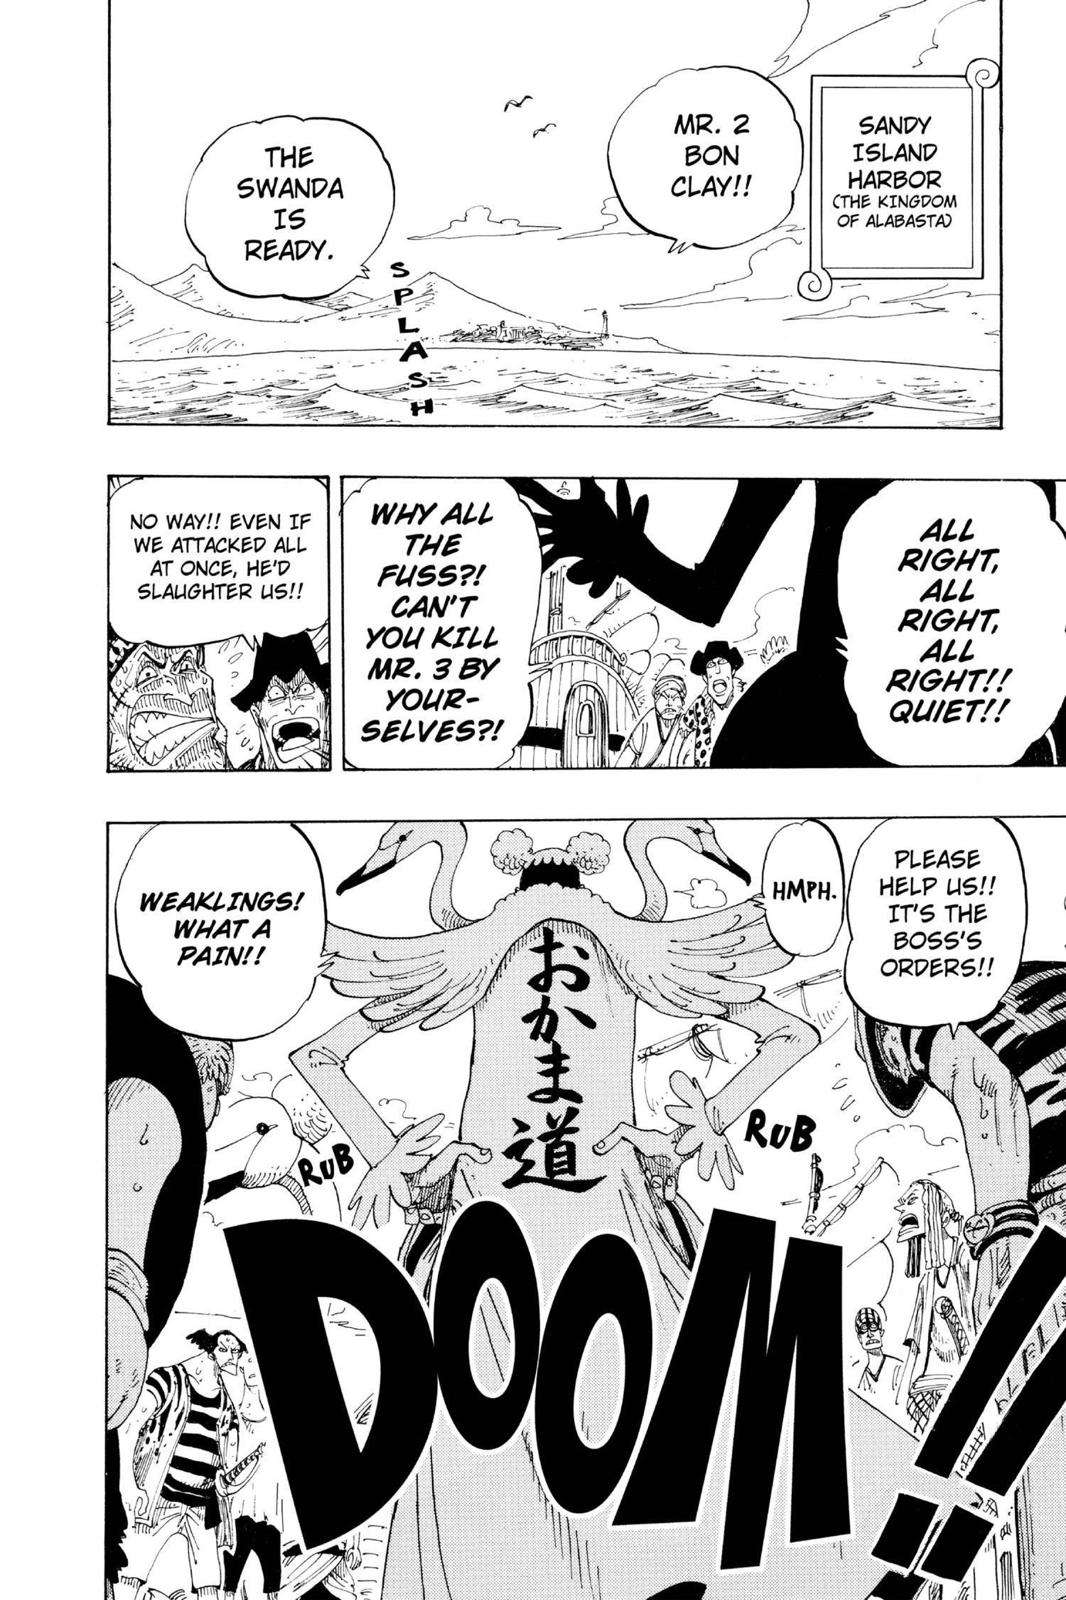 SANDY
ISLAND
HARBOR
(THE KINGDOM
OF ALABASTA)
MR. 2
BON
CLAY!!
THE
SWANDA
IS
READY.
SPLASH
ALL
RIGHT,
ALL
RIGHT,
ALL
RIGHT!!
QUIET!!
WHY ALL
THE
FUSS?!
CAN'T
YOU KILL
MR. 3 BY
YOUR-
SELVES?!
NO WAY!! EVEN IF
WE ATTACKED ALL
AT ONCE, HE'D
SLAUGHTER US!!
PLEASE
HELP US!!
IT'S THE
BOSS'S
ORDERS!!
HMPH.
WEAKLINGS!
WHAT A
PAIN!!
おかま道
RUB
RUB
DOOM!!